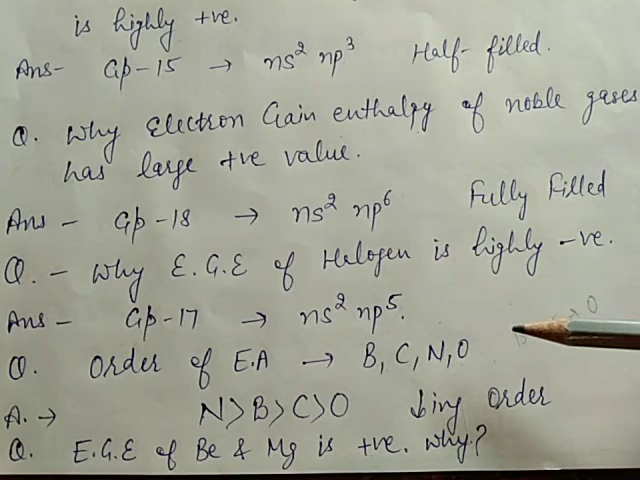 is highly +ve.
Ans- Gp-15 → ns² np³ Half-filled.
Q. Why Electron Gain enthalpy of noble gases
has large +ve value.
Ans - Gp-18 → ns² np⁶ Fully Filled
Q. - Why E.G.E of Halogen is highly -ve.
Ans - Gp-17 → ns² np⁵.
Q. Order of E.A → B, C, N, O
A. → N>B>C>O ↓ing order
Q. E.G.E of Be & Mg is +ve. Why?